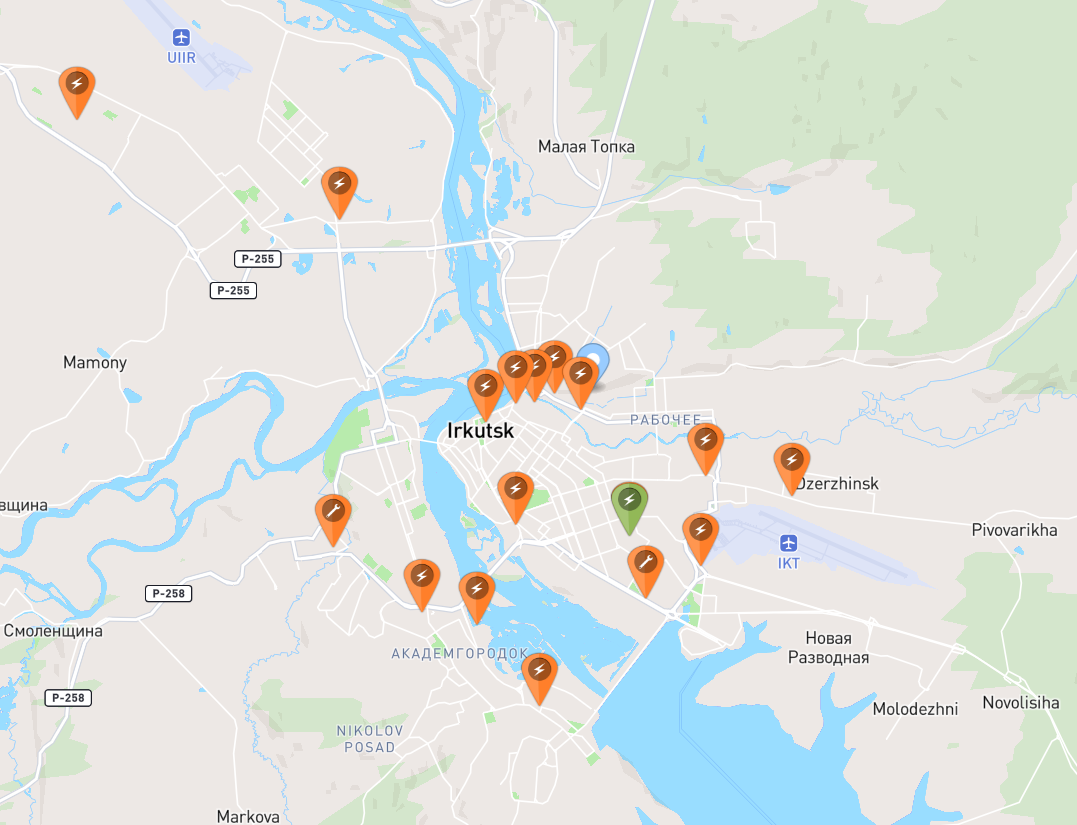 UIIR
Малая Топка
P-255
P-255
Mamony
РАБОЧЕЕ
Irkutsk
Dzerzhinsk
вщина
Pivovarikha
IKT
P-258
Смоленщина
Новая
Разводная
АКАДЕМГОРОДОК
P-258
Novolisiha
Molodezhni
NIKOLOV
POSAD
Markova